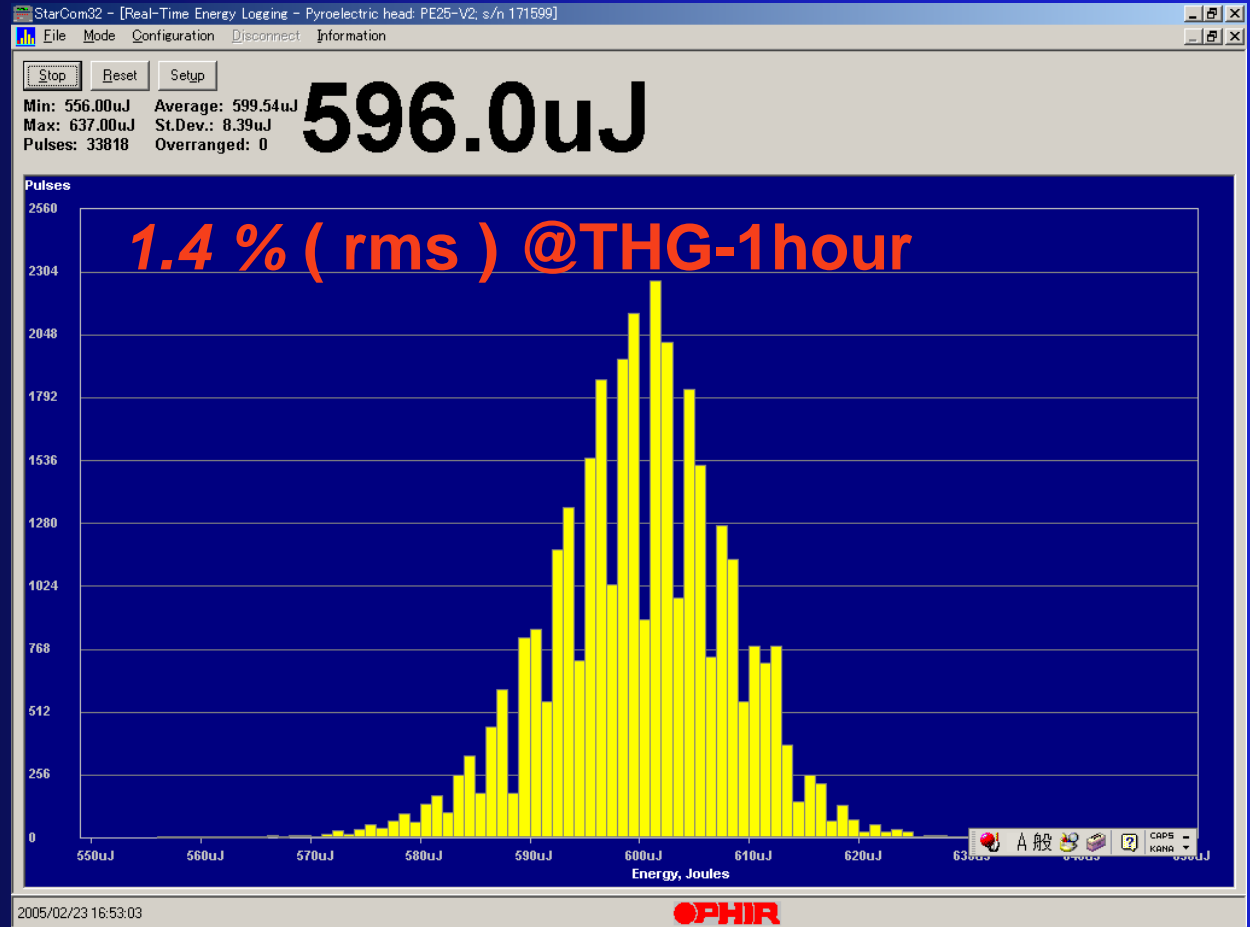 StarCom32 - [Real-Time Energy Logging - Pyroelectric head: PE25-V2; s/n 171599]
File Mode Configuration Disconnect Information
Stop Reset Setup
Min: 556.00uJ Average: 599.54uJ
Max: 637.00uJ St.Dev.: 8.39uJ
Pulses: 33818 Overranged: 0
596.0uJ
Pulses
2560
1.4 % ( rms ) @THG-1hour
2304
2048
1792
1536
1280
1024
768
512
256
0
A 般 CAPS KANA
550uJ 560uJ 570uJ 580uJ 590uJ 600uJ 610uJ 620uJ
Energy, Joules
2005/02/23 16:53:03
OPHIR